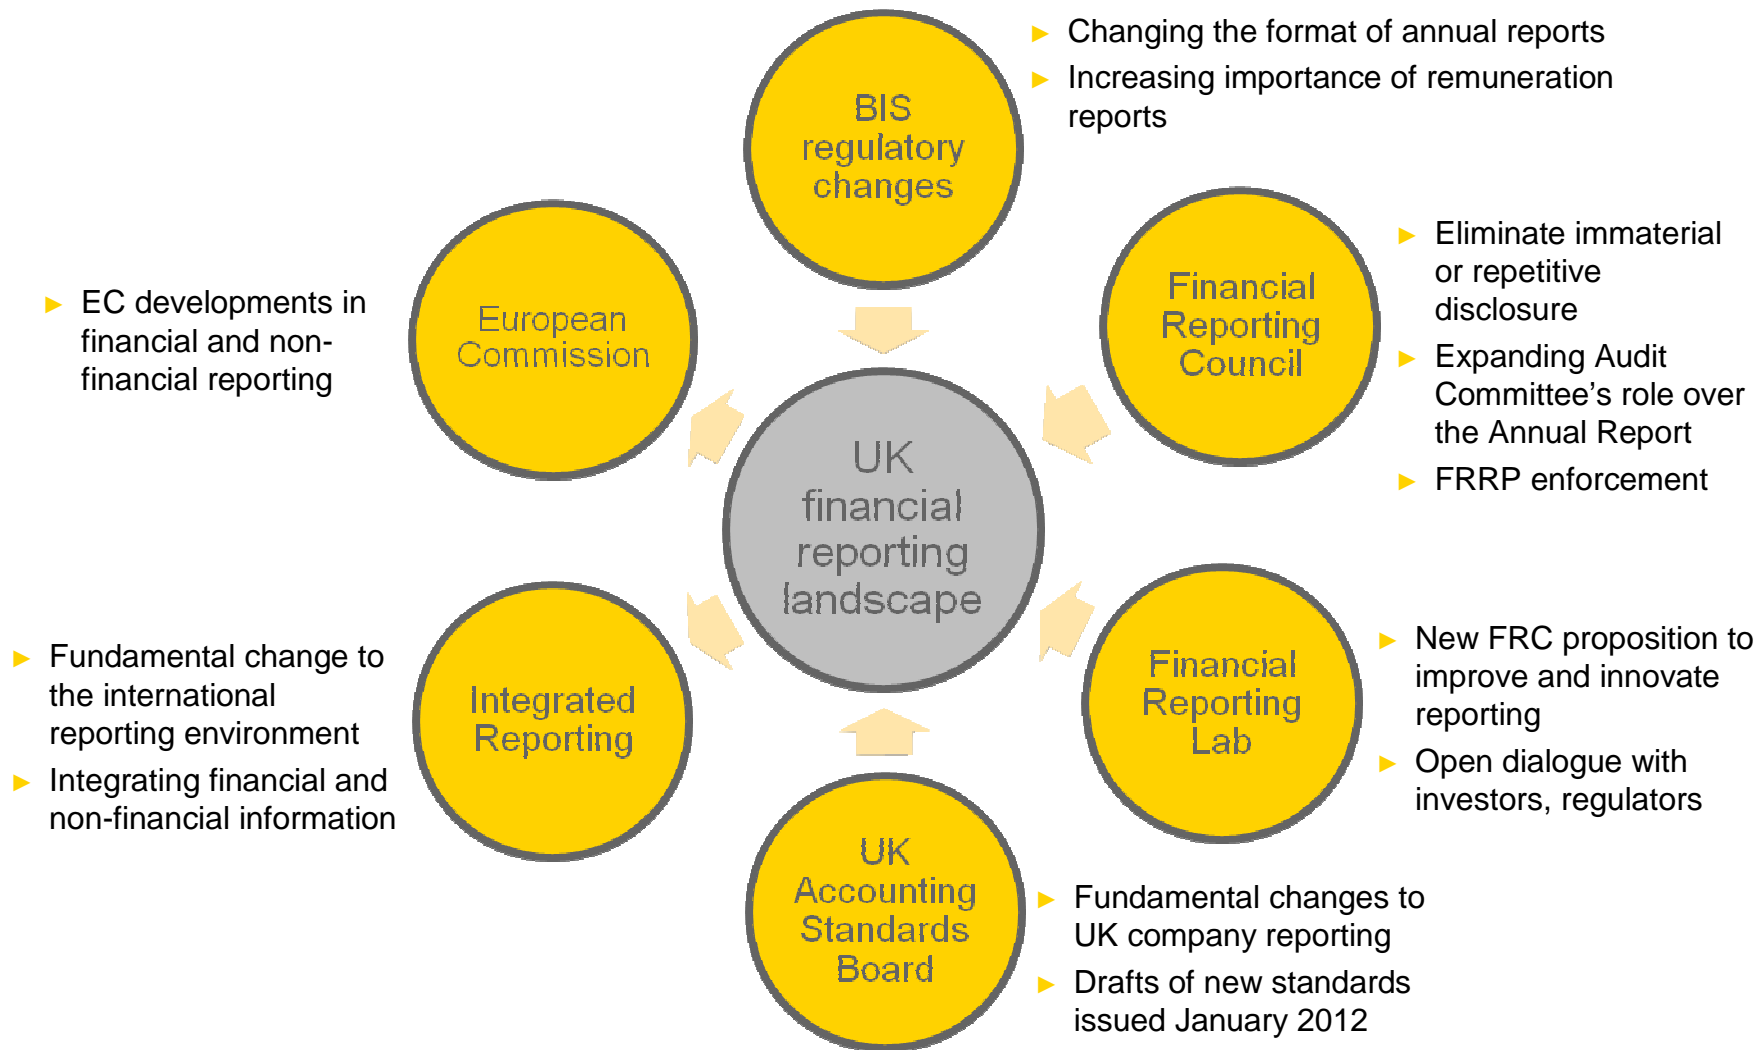 ► Changing the format of annual reports
► Increasing importance of remuneration
reports
BIS
regulatory
changes
► Eliminate immaterial
or repetitive
disclosure
► Expanding Audit
Committee's role over
the Annual Report
► FRRP enforcement
Financial
Reporting
Council
► EC developments in
financial and non-
financial reporting
European
Commission
UK
financial
reporting
landscape
► Fundamental change to
the international
reporting environment
► Integrating financial and
non-financial information
Integrated
Reporting
Financial
Reporting
Lab
► New FRC proposition to
improve and innovate
reporting
► Open dialogue with
investors, regulators
UK
Accounting
Standards
Board
► Fundamental changes to
UK company reporting
► Drafts of new standards
issued January 2012